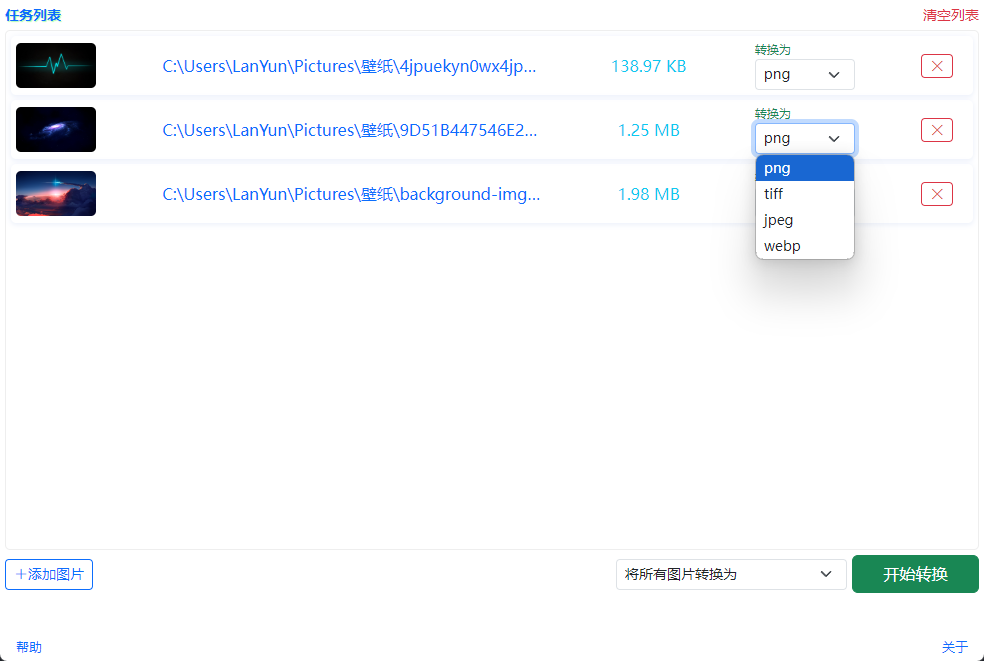 任务列表 清空列表
C:\Users\LanYun\Pictures\壁纸\4jpuekyn0wx4jp... 138.97 KB 转换为 png
C:\Users\LanYun\Pictures\壁纸\9D51B447546E2... 1.25 MB 转换为 png
png
tiff
jpeg
webp
C:\Users\LanYun\Pictures\壁纸\background-img... 1.98 MB
+添加图片 将所有图片转换为 开始转换
帮助 关于